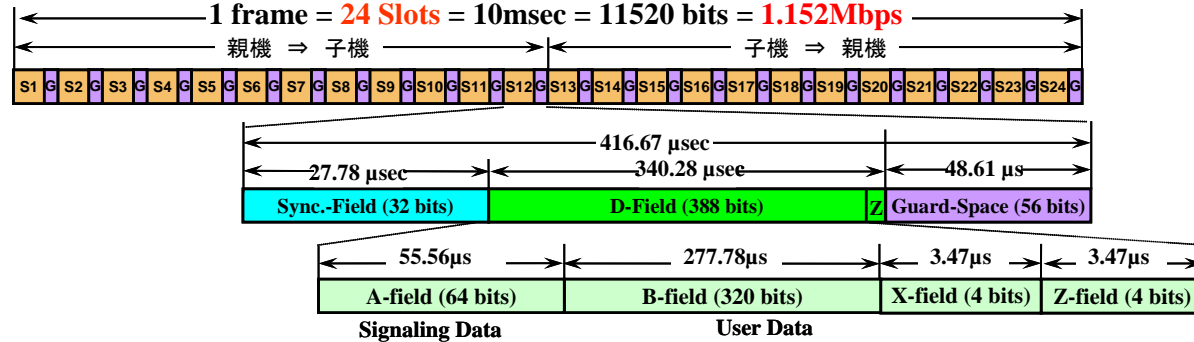 1 frame = 24 Slots = 10msec = 11520 bits = 1.152Mbps
親機 ⇒ 子機 子機 ⇒ 親機
S1 G S2 G S3 G S4 G S5 G S6 G S7 G S8 G S9 G S10 G S11 G S12 G S13 G S14 G S15 G S16 G S17 G S18 G S19 G S20 G S21 G S22 G S23 G S24 G
416.67 µsec
27.78 µsec 340.28 µsec 48.61 µs
Sync.-Field (32 bits) D-Field (388 bits) Z Guard-Space (56 bits)
55.56µs 277.78µs 3.47µs 3.47µs
A-field (64 bits) B-field (320 bits) X-field (4 bits) Z-field (4 bits)
Signaling Data User Data